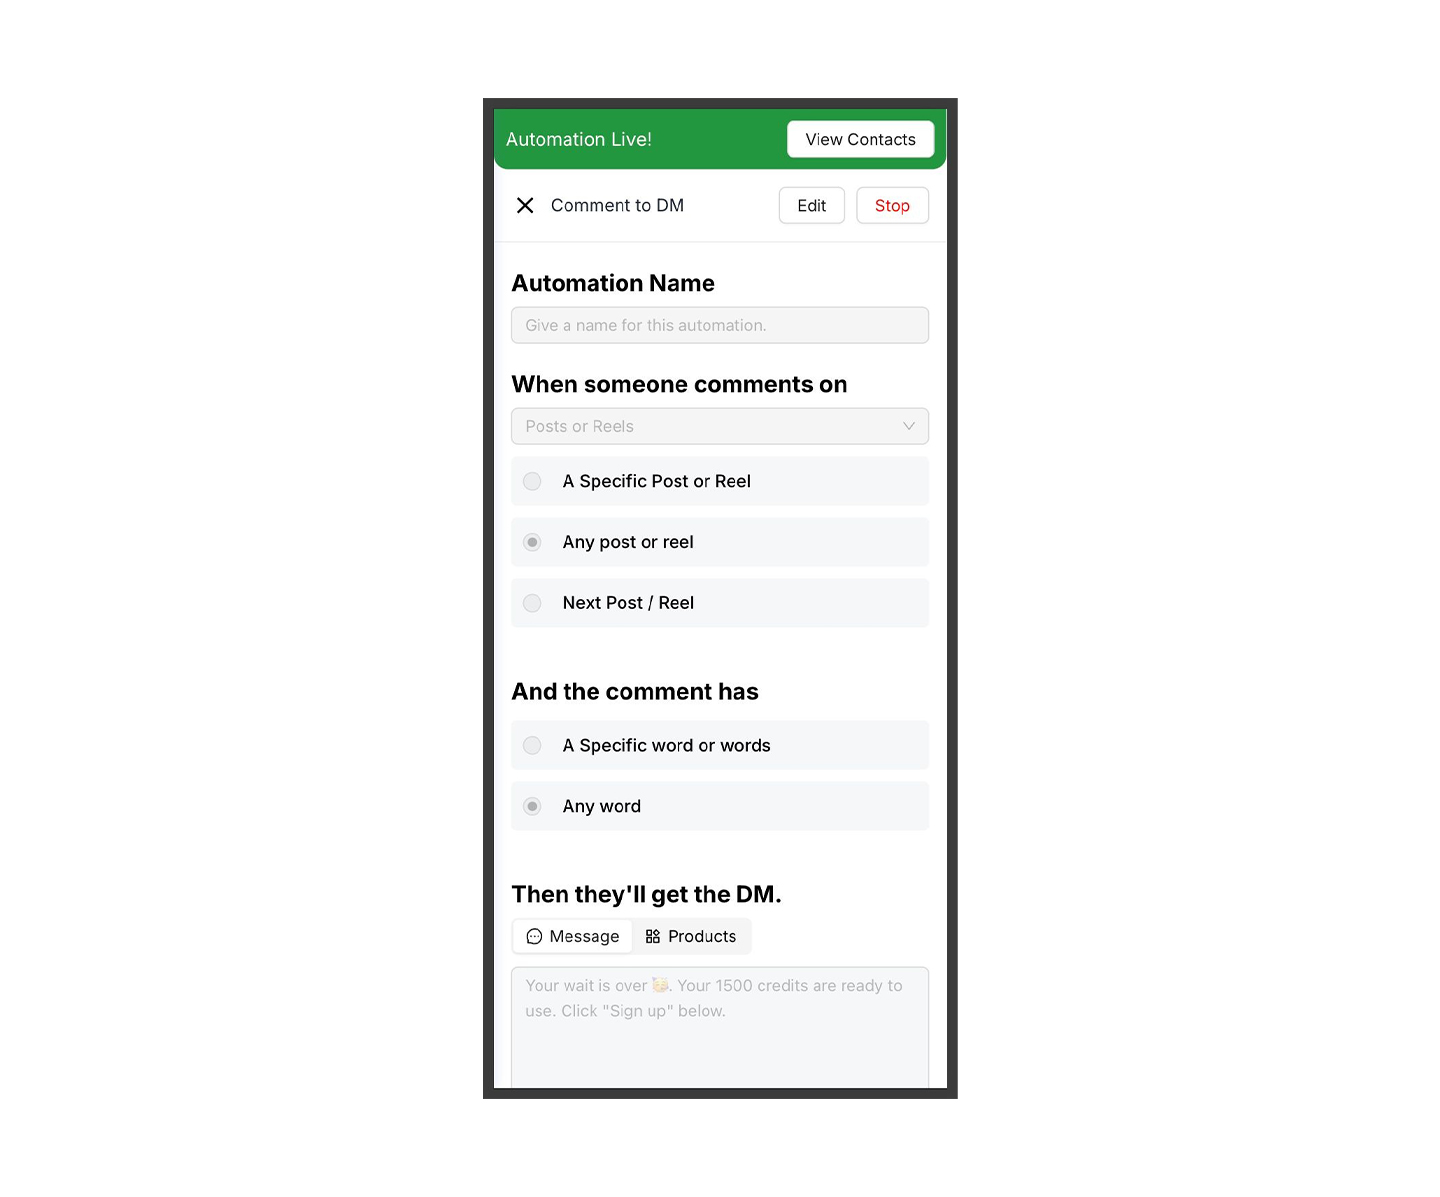 Automation Live!
View Contacts
Comment to DM
Edit
Stop
Automation Name
Give a name for this automation.
When someone comments on
Posts or Reels
A Specific Post or Reel
Any post or reel
Next Post / Reel
And the comment has
A Specific word or words
Any word
Then they'll get the DM.
Message
Products
Your wait is over 🥳. Your 1500 credits are ready to
use. Click "Sign up" below.